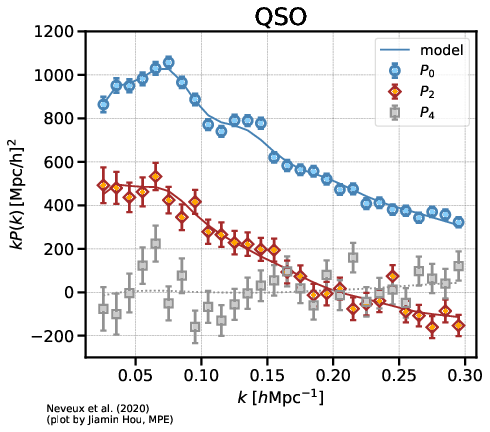 QSO
1200
1000
800
600
400
200
0
−200
kP(k) [Mpc/h]²
model
P₀
P₂
P₄
0.05 0.10 0.15 0.20 0.25 0.30
k [hMpc⁻¹]
Neveux et al. (2020)
(plot by Jiamin Hou, MPE)